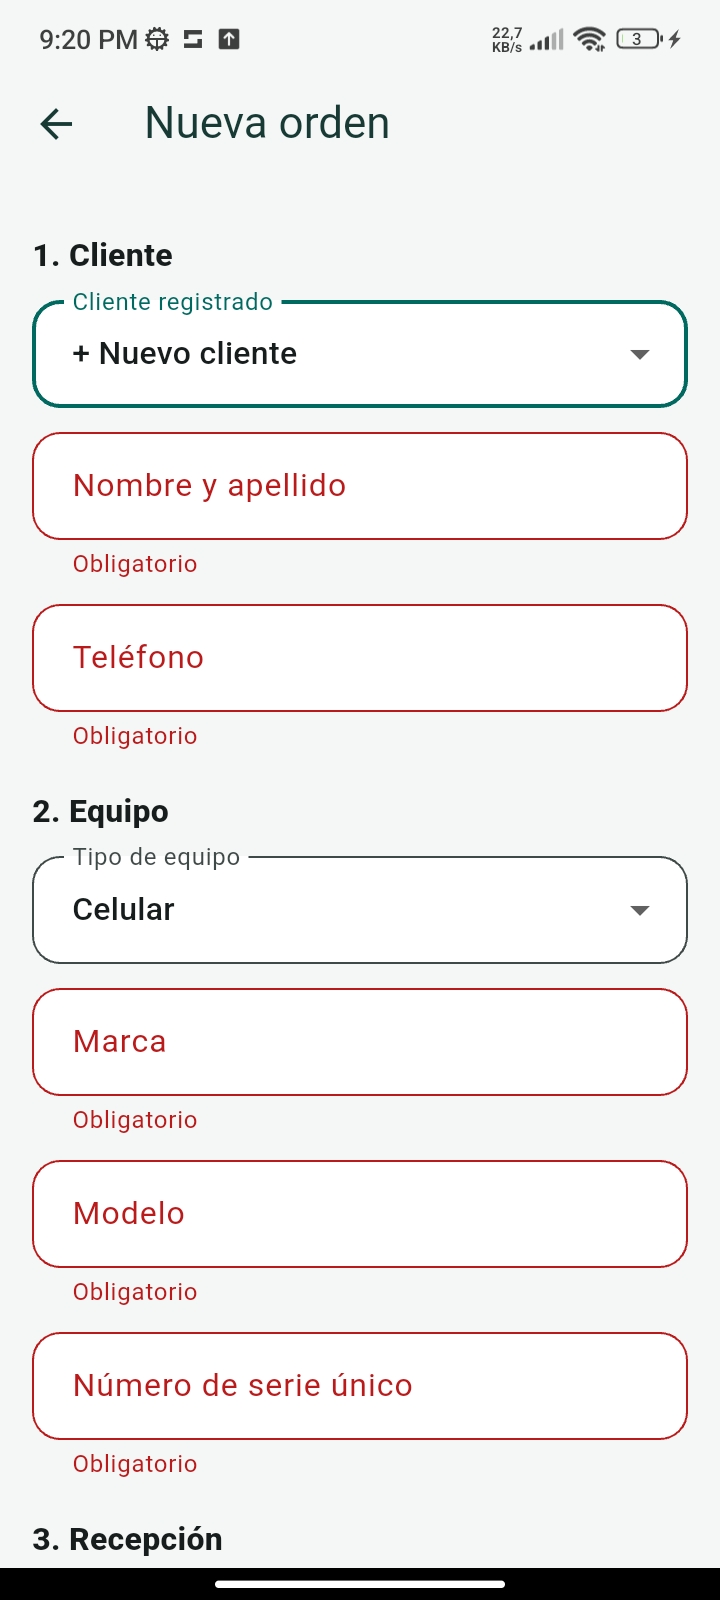 9:20 PM
22,7
KB/s
3
Nueva orden
1. Cliente
Cliente registrado
+ Nuevo cliente
Nombre y apellido
Obligatorio
Teléfono
Obligatorio
2. Equipo
Tipo de equipo
Celular
Marca
Obligatorio
Modelo
Obligatorio
Número de serie único
Obligatorio
3. Recepción